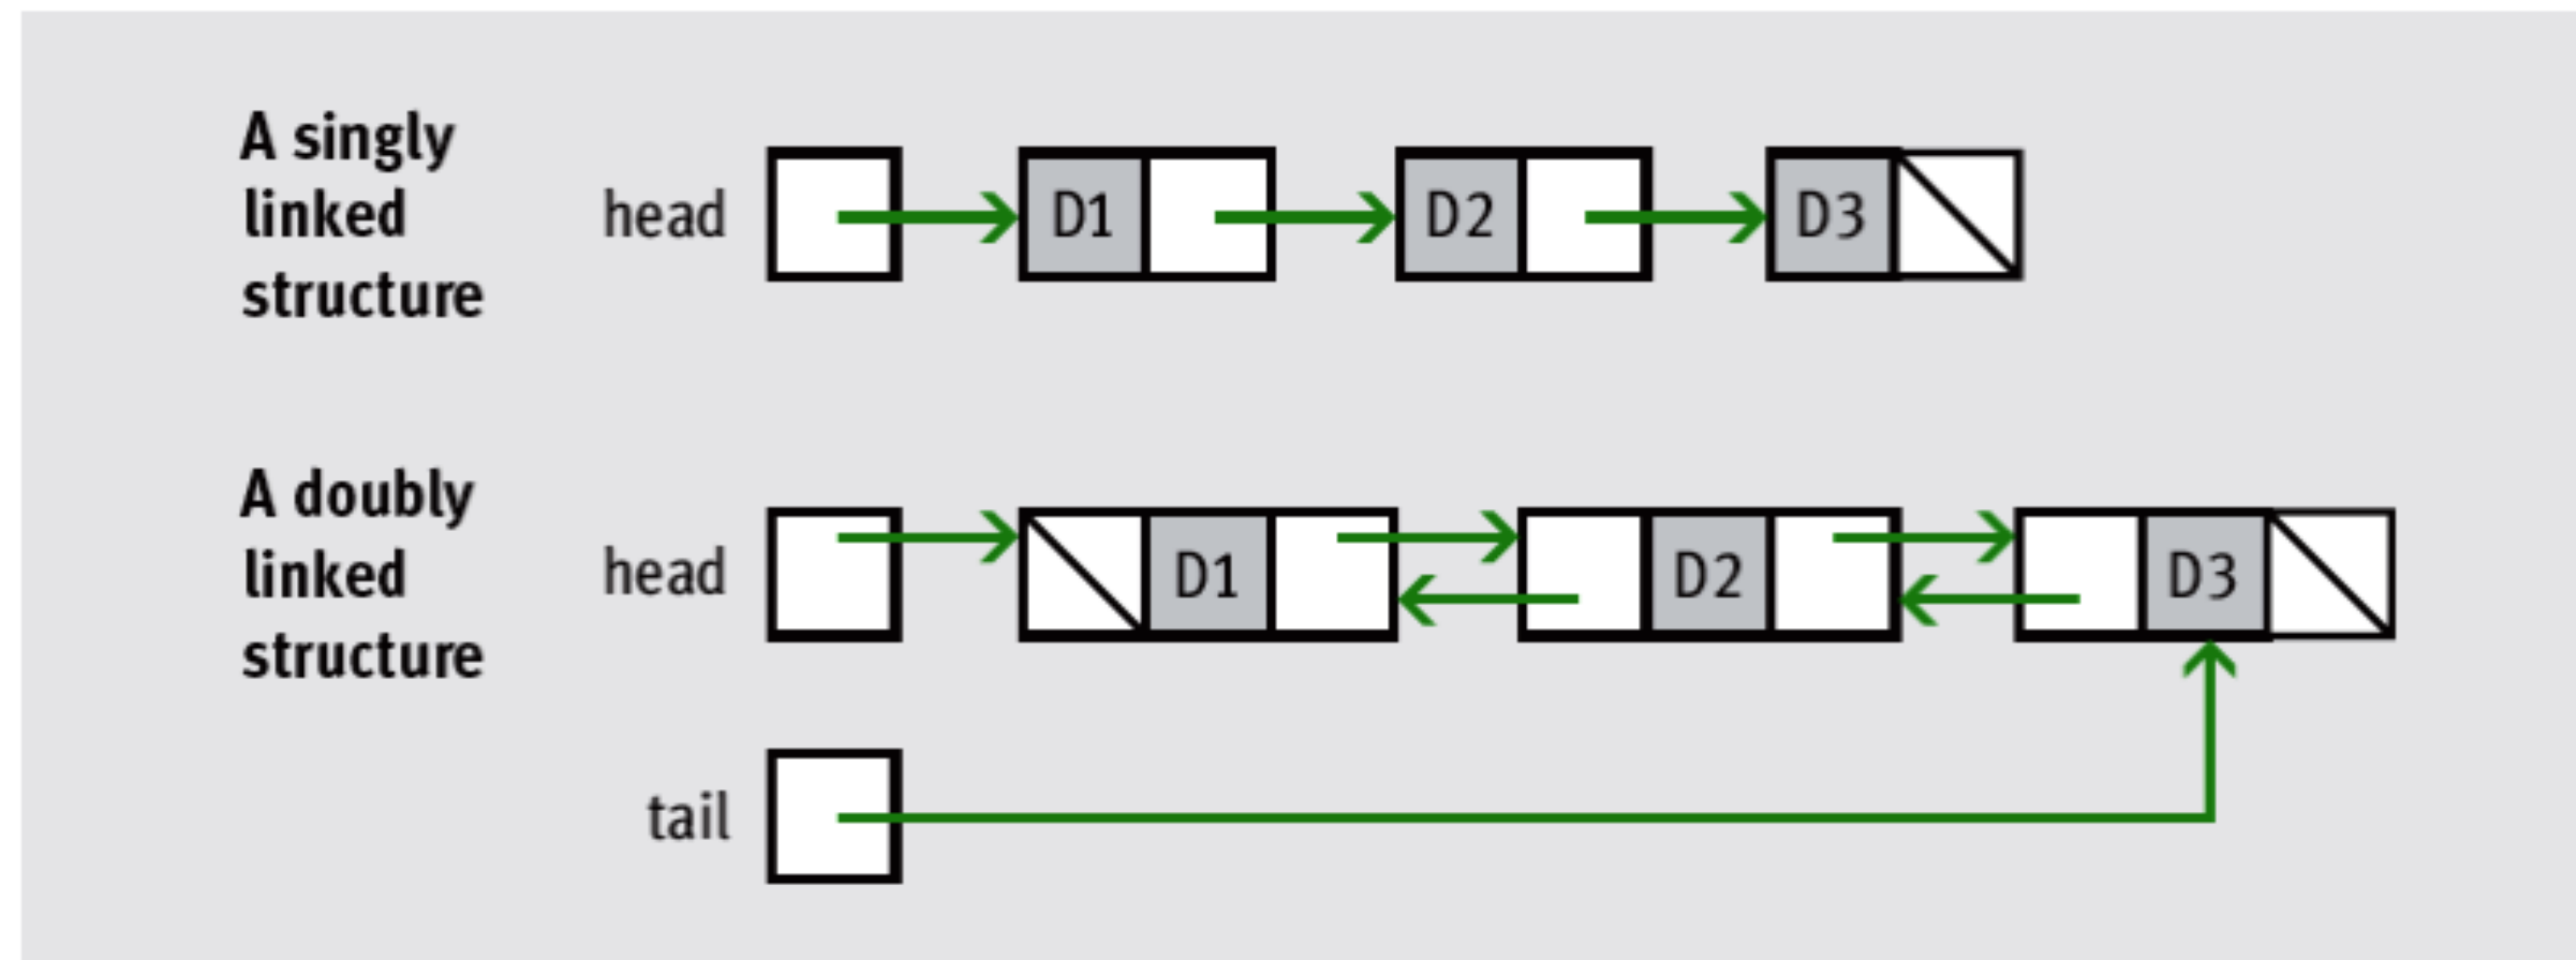 A singly
linked
structure
head
D1
D2
D3
A doubly
linked
structure
head
D1
D2
D3
tail